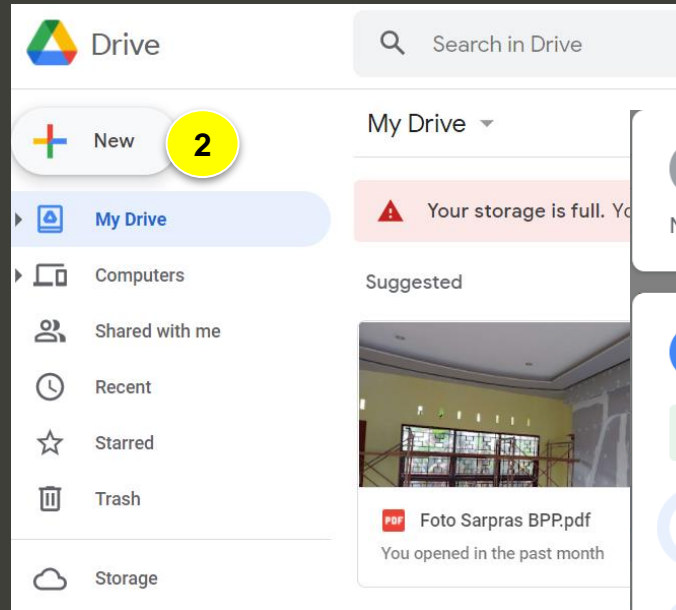 Drive
Search in Drive
New
2
My Drive
My Drive
Your storage is full.
Computers
Suggested
Shared with me
Recent
Starred
Trash
PDF Foto Sarpras BPP.pdf
You opened in the past month
Storage